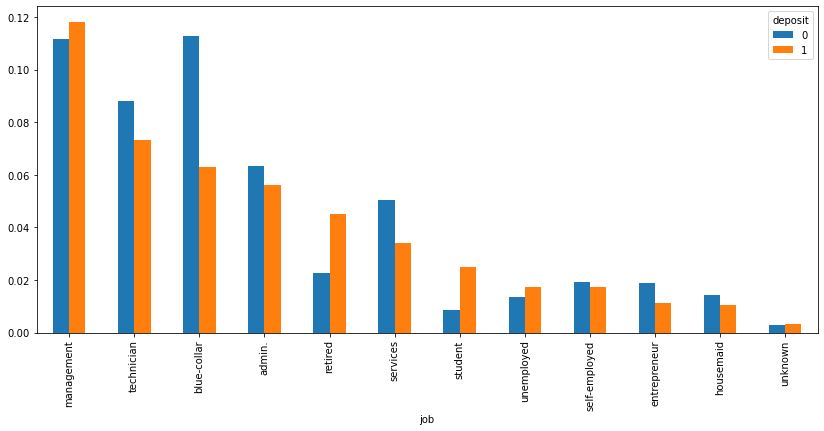 0.12
0.10
0.08
0.06
0.04
0.02
0.00
deposit
0
1
management
technician
blue-collar
admin.
retired
services
student
unemployed
self-employed
entrepreneur
housemaid
unknown
job